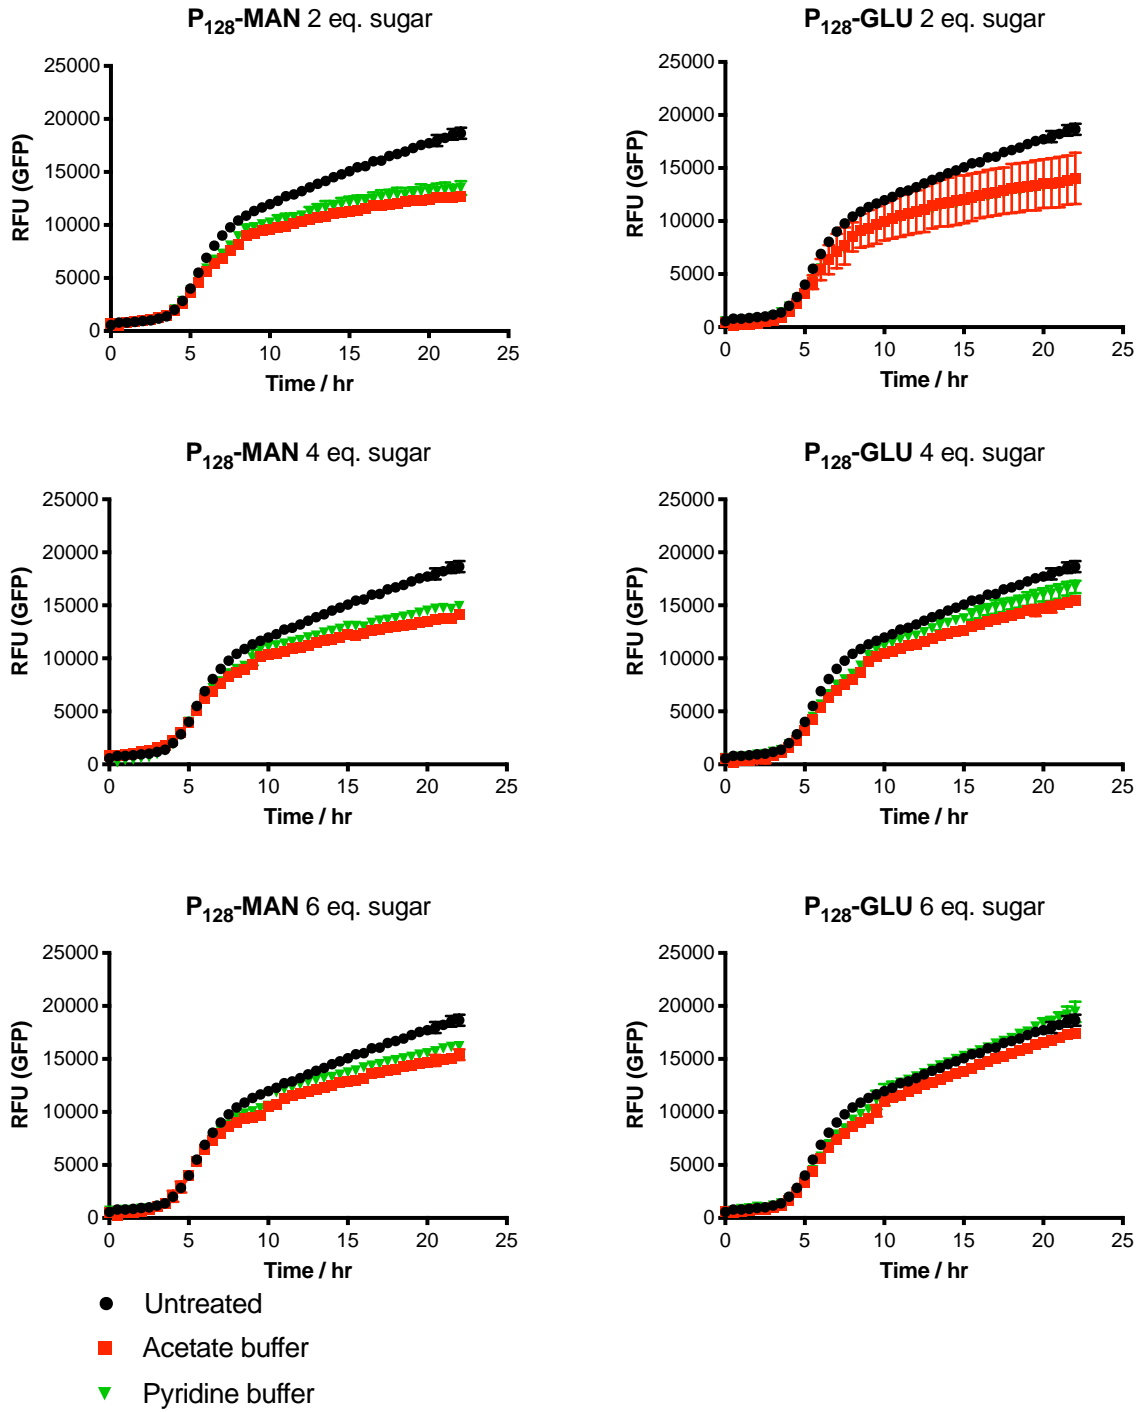 P128-MAN 2 eq. sugar
RFU (GFP)
25000
20000
15000
10000
5000
0
0 5 10 15 20 25
Time / hr
P128-GLU 2 eq. sugar
RFU (GFP)
25000
20000
15000
10000
5000
0
0 5 10 15 20 25
Time / hr
P128-MAN 4 eq. sugar
RFU (GFP)
25000
20000
15000
10000
5000
0
0 5 10 15 20 25
Time / hr
P128-GLU 4 eq. sugar
RFU (GFP)
25000
20000
15000
10000
5000
0
0 5 10 15 20 25
Time / hr
P128-MAN 6 eq. sugar
RFU (GFP)
25000
20000
15000
10000
5000
0
0 5 10 15 20 25
Time / hr
P128-GLU 6 eq. sugar
RFU (GFP)
25000
20000
15000
10000
5000
0
0 5 10 15 20 25
Time / hr
Untreated
Acetate buffer
Pyridine buffer